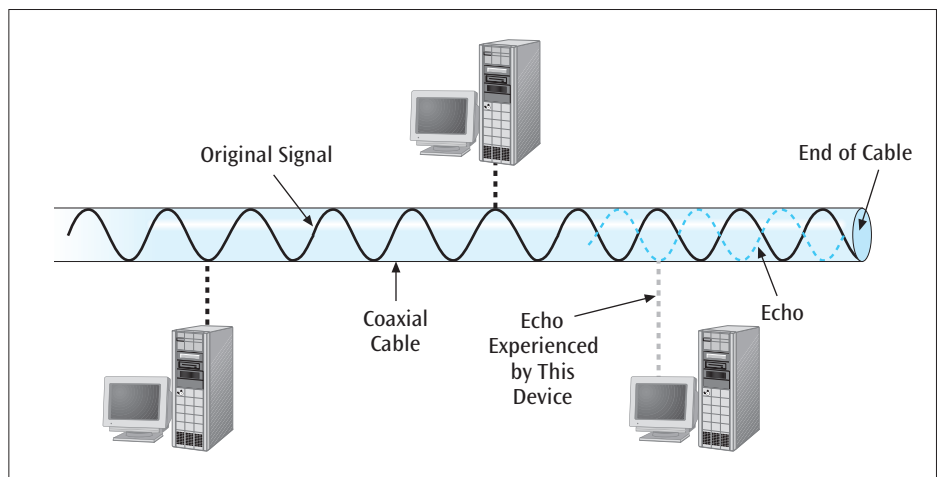 Original Signal
End of Cable
Coaxial
Cable
Echo
Experienced
by This
Device
Echo